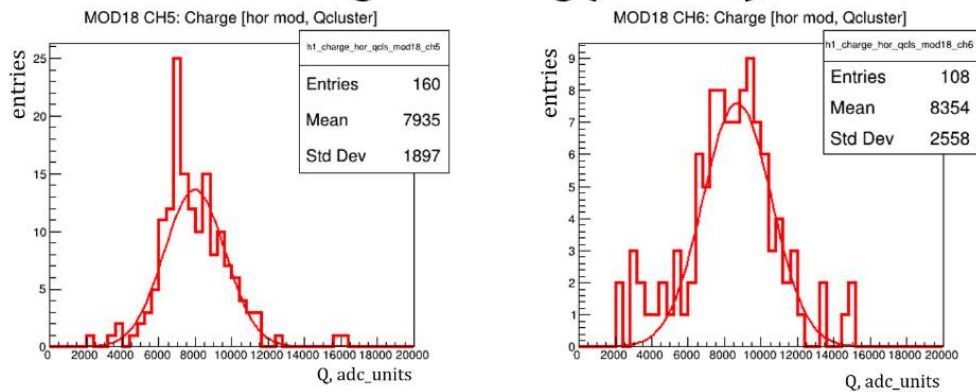 MOD18 CH5: Charge [hor mod, Qcluster]
h1_charge_hor_qcls_mod18_ch5
Entries 160
Mean 7935
Std Dev 1897
entries
25
20
15
10
5
0
0 2000 4000 6000 8000 10000 12000 14000 16000 18000 20000
Q, adc_units
MOD18 CH6: Charge [hor mod, Qcluster]
h1_charge_hor_qcls_mod18_ch6
Entries 108
Mean 8354
Std Dev 2558
entries
9
8
7
6
5
4
3
2
1
0
0 2000 4000 6000 8000 10000 12000 14000 16000 18000 20000
Q, adc_units